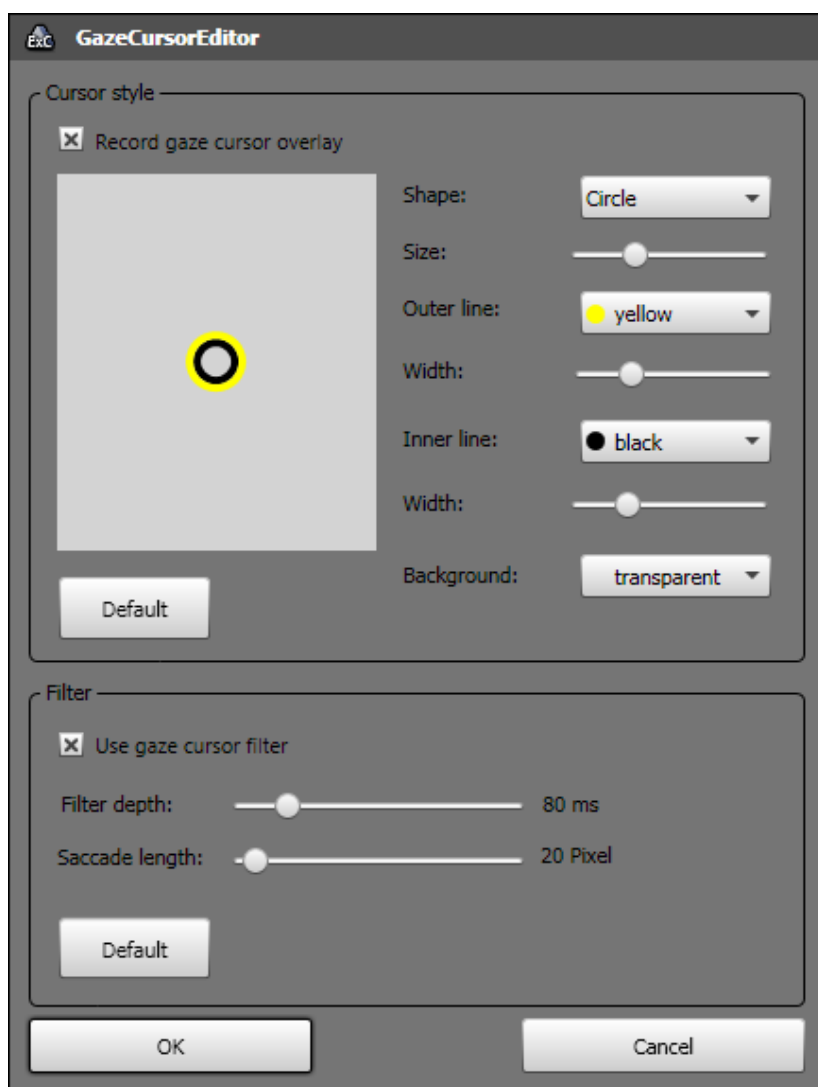 ExC GazeCursorEditor
Cursor style
Record gaze cursor overlay
Shape: Circle
Size:
Outer line: yellow
Width:
Inner line: black
Width:
Background: transparent
Default
Filter
Use gaze cursor filter
Filter depth: 80 ms
Saccade length: 20 Pixel
Default
OK Cancel